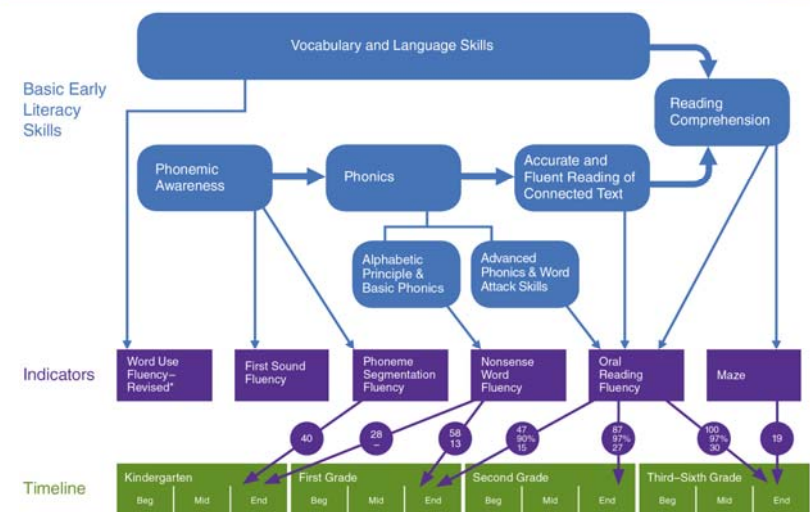 Vocabulary and Language Skills
Basic Early
Literacy
Skills
Reading
Comprehension
Phonemic
Awareness
Phonics
Accurate and
Fluent Reading of
Connected Text
Alphabetic
Principle &
Basic Phonics
Advanced
Phonics & Word
Attack Skills
Indicators
Word Use
Fluency–
Revised*
First Sound
Fluency
Phoneme
Segmentation
Fluency
Nonsense
Word
Fluency
Oral
Reading
Fluency
Maze
40
28
–
58
13
47
90%
15
87
97%
27
100
97%
30
19
Timeline
Kindergarten
Beg Mid End
First Grade
Beg Mid End
Second Grade
Beg Mid End
Third–Sixth Grade
Beg Mid End